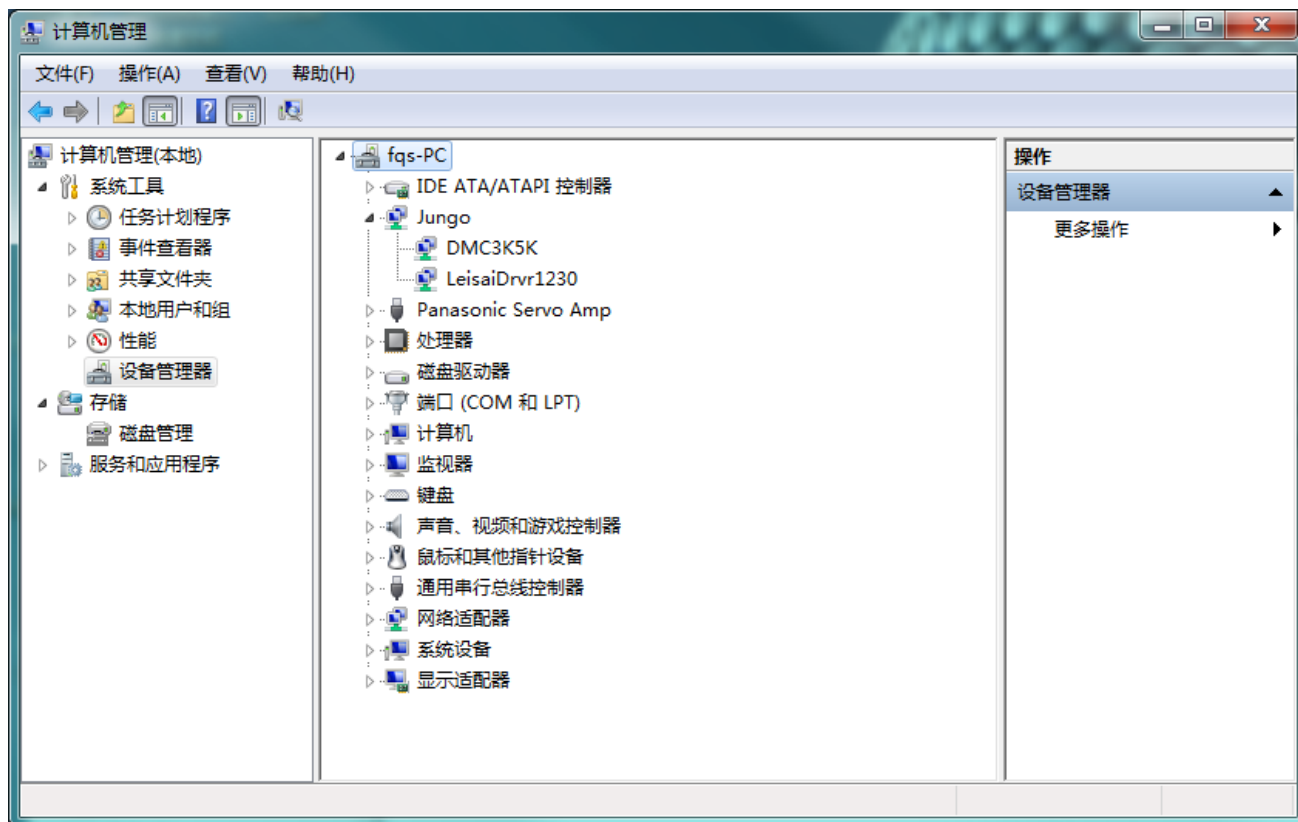 计算机管理
文件(F) 操作(A) 查看(V) 帮助(H)
计算机管理(本地)
系统工具
任务计划程序
事件查看器
共享文件夹
本地用户和组
性能
设备管理器
存储
磁盘管理
服务和应用程序
fqs-PC
IDE ATA/ATAPI 控制器
Jungo
DMC3K5K
LeisaiDrvr1230
Panasonic Servo Amp
处理器
磁盘驱动器
端口 (COM 和 LPT)
计算机
监视器
键盘
声音、视频和游戏控制器
鼠标和其他指针设备
通用串行总线控制器
网络适配器
系统设备
显示适配器
操作
设备管理器
更多操作